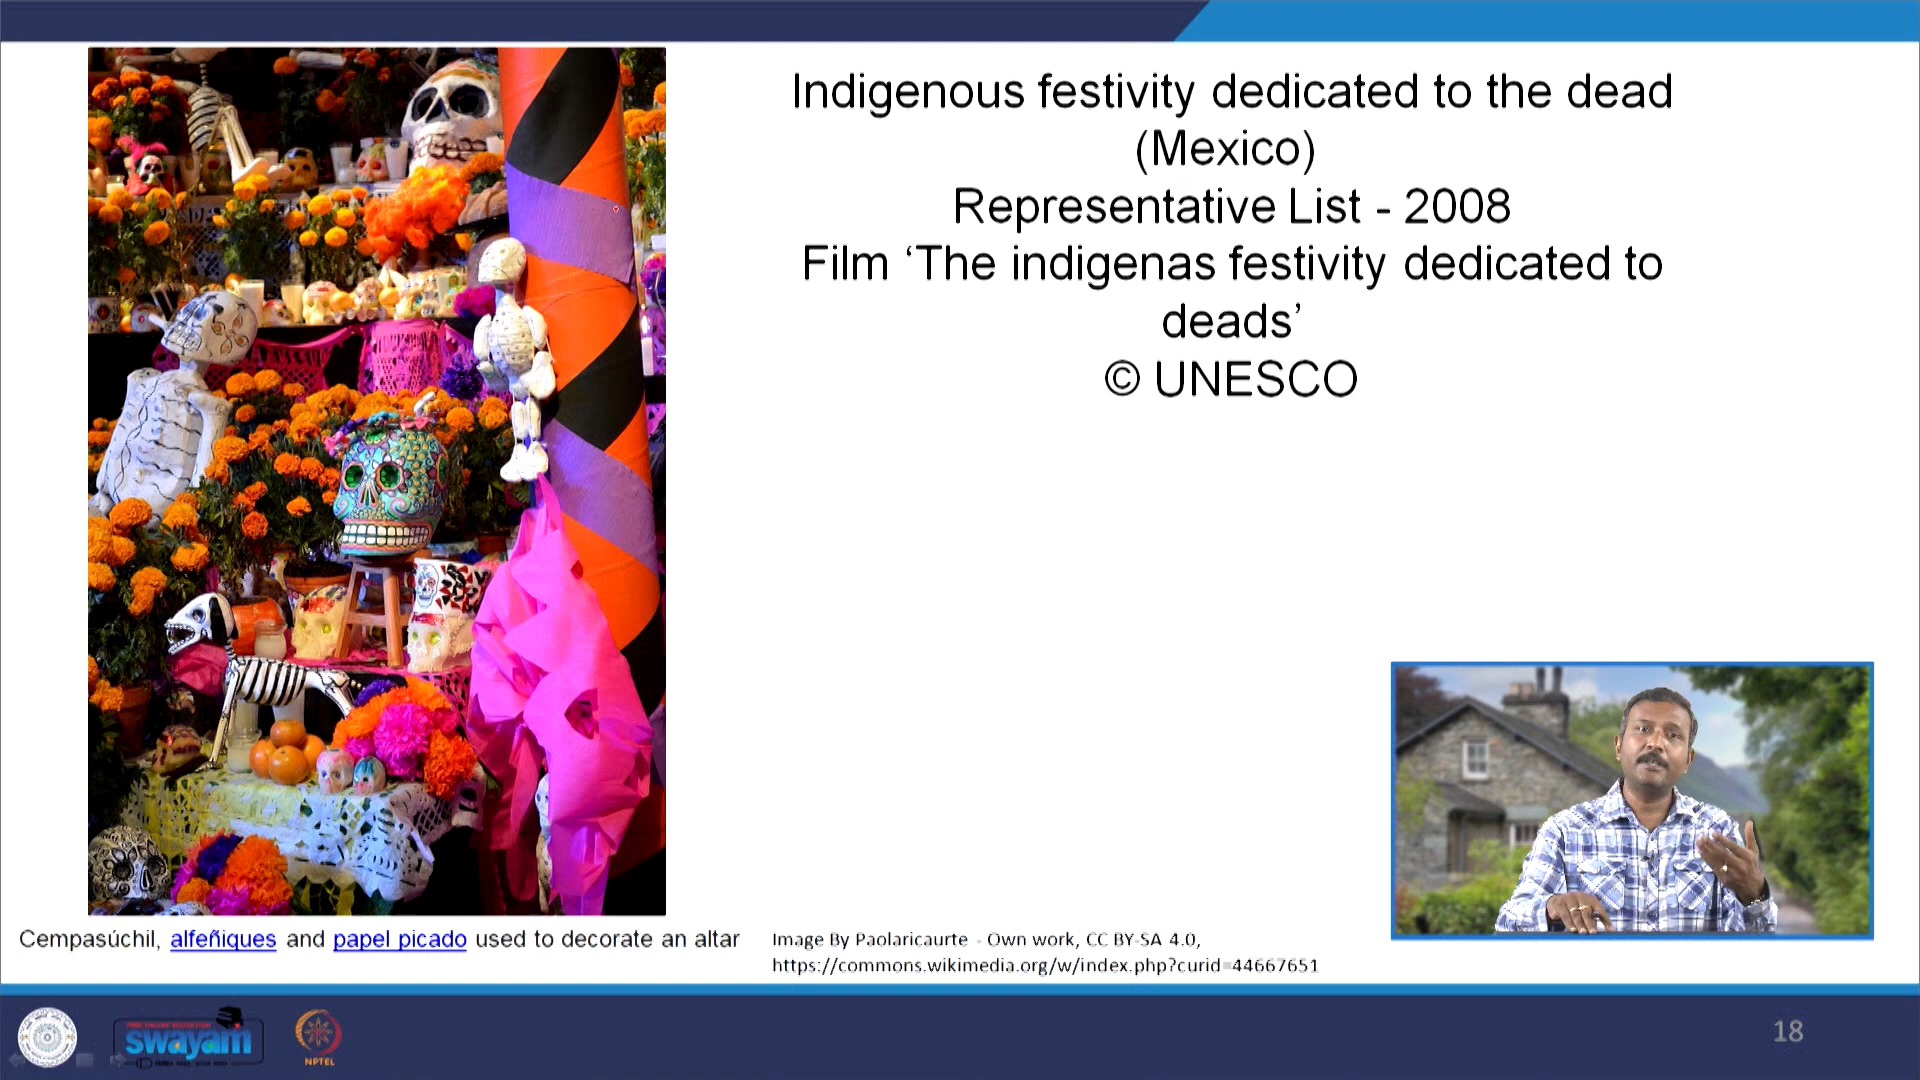 Indigenous festivity dedicated to the dead
(Mexico)
Representative List - 2008
Film ‘The indigenas festivity dedicated to
deads’
© UNESCO
Cempasúchil, alfeñiques and papel picado used to decorate an altar
Image By Paolaricaurte - Own work, CC BY-SA 4.0,
https://commons.wikimedia.org/w/index.php?curid=44667651
swayam
NPTEL
18